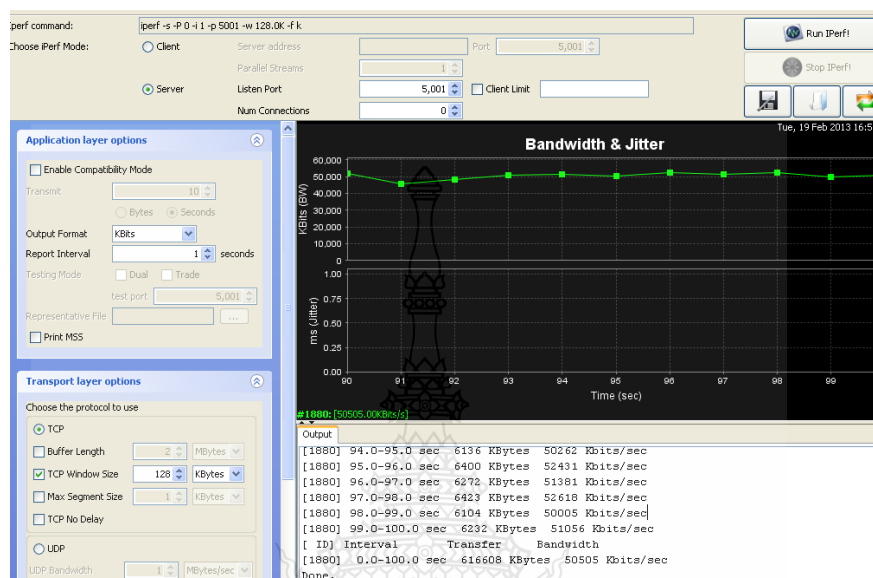 perf command: iperf -s -P 0 -i 1 -p 5001 -w 128.0K -f k
Run IPerf!
Choose iPerf Mode: Client Server address Port 5,001
Parallel Streams 1
Stop IPerf!
Server Listen Port 5,001 Client Limit
Num Connections 0
Application layer options
Enable Compatibility Mode
Transmit 10
Bytes Seconds
Output Format KBits
Report Interval 1 seconds
Testing Mode Dual Trade
test port 5,001
Representative File ...
Print MSS
Transport layer options
Choose the protocol to use
TCP
Buffer Length 2 MBytes
TCP Window Size 128 KBytes
Max Segment Size 1 KBytes
TCP No Delay
UDP
UDP Bandwidth 1 MBytes/sec
Tue, 19 Feb 2013 16:5
Bandwidth & Jitter
KBits (BW)
60,000
50,000
40,000
30,000
20,000
10,000
0
ms (Jitter)
1.00
0.75
0.50
0.25
0.00
90 91 92 93 94 95 96 97 98 99
Time (sec)
#1880: [50505.00KBits/s]
Output
[1880] 94.0-95.0 sec 6136 KBytes 50262 Kbits/sec
[1880] 95.0-96.0 sec 6400 KBytes 52431 Kbits/sec
[1880] 96.0-97.0 sec 6272 KBytes 51381 Kbits/sec
[1880] 97.0-98.0 sec 6423 KBytes 52618 Kbits/sec
[1880] 98.0-99.0 sec 6104 KBytes 50005 Kbits/sec
[1880] 99.0-100.0 sec 6232 KBytes 51056 Kbits/sec
[ ID] Interval Transfer Bandwidth
[1880] 0.0-100.0 sec 616608 KBytes 50505 Kbits/sec
Done.